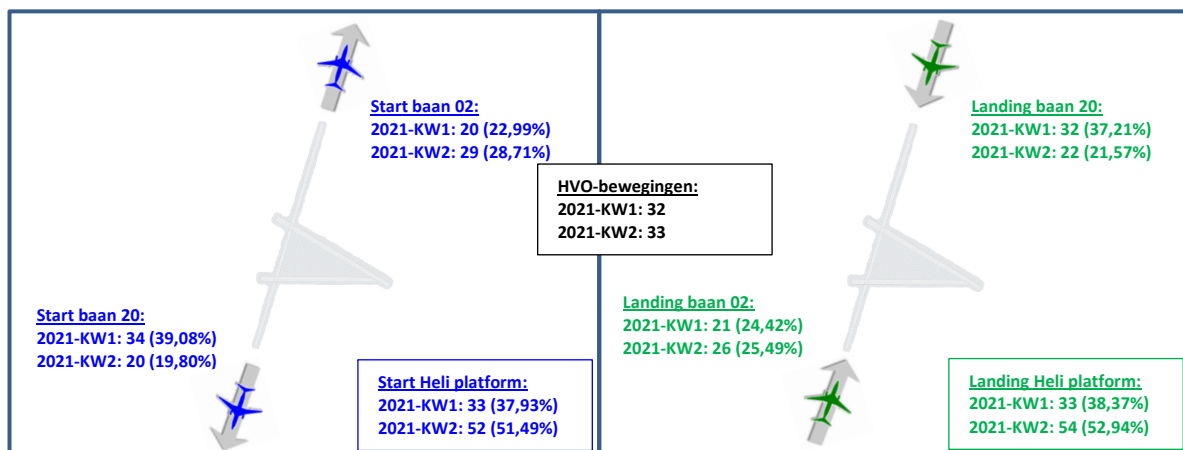 Start baan 02:
2021-KW1: 20 (22,99%)
2021-KW2: 29 (28,71%)
Landing baan 20:
2021-KW1: 32 (37,21%)
2021-KW2: 22 (21,57%)
HVO-bewegingen:
2021-KW1: 32
2021-KW2: 33
Start baan 20:
2021-KW1: 34 (39,08%)
2021-KW2: 20 (19,80%)
Landing baan 02:
2021-KW1: 21 (24,42%)
2021-KW2: 26 (25,49%)
Start Heli platform:
2021-KW1: 33 (37,93%)
2021-KW2: 52 (51,49%)
Landing Heli platform:
2021-KW1: 33 (38,37%)
2021-KW2: 54 (52,94%)